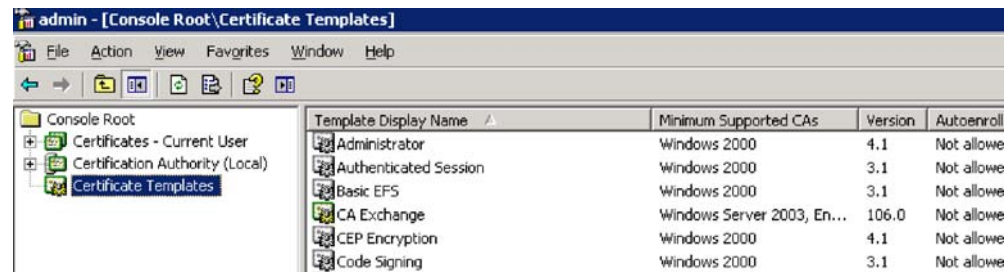 admin - [Console Root\Certificate Templates]
File Action View Favorites Window Help
Console Root
Certificates - Current User
Certification Authority (Local)
Certificate Templates
Template Display Name Minimum Supported CAs Version Autoenroll
Administrator Windows 2000 4.1 Not allowe
Authenticated Session Windows 2000 3.1 Not allowe
Basic EFS Windows 2000 3.1 Not allowe
CA Exchange Windows Server 2003, En... 106.0 Not allowe
CEP Encryption Windows 2000 4.1 Not allowe
Code Signing Windows 2000 3.1 Not allowe